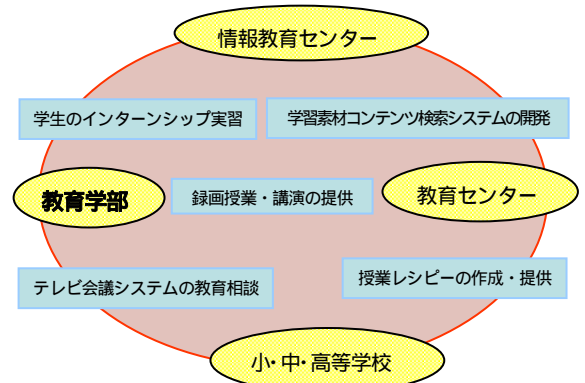 情報教育センター
学生のインターンシップ実習
学習素材コンテンツ検索システムの開発
教育学部
録画授業・講演の提供
教育センター
テレビ会議システムの教育相談
授業レシピーの作成・提供
小・中・高等学校